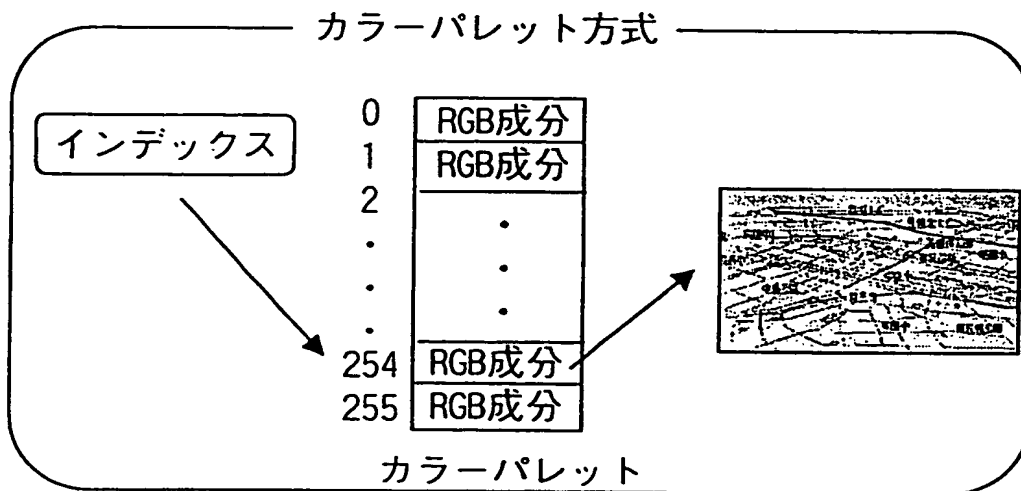 カラーパレット方式
インデックス
0 RGB成分
1 RGB成分
2
254 RGB成分
255 RGB成分
カラーパレット